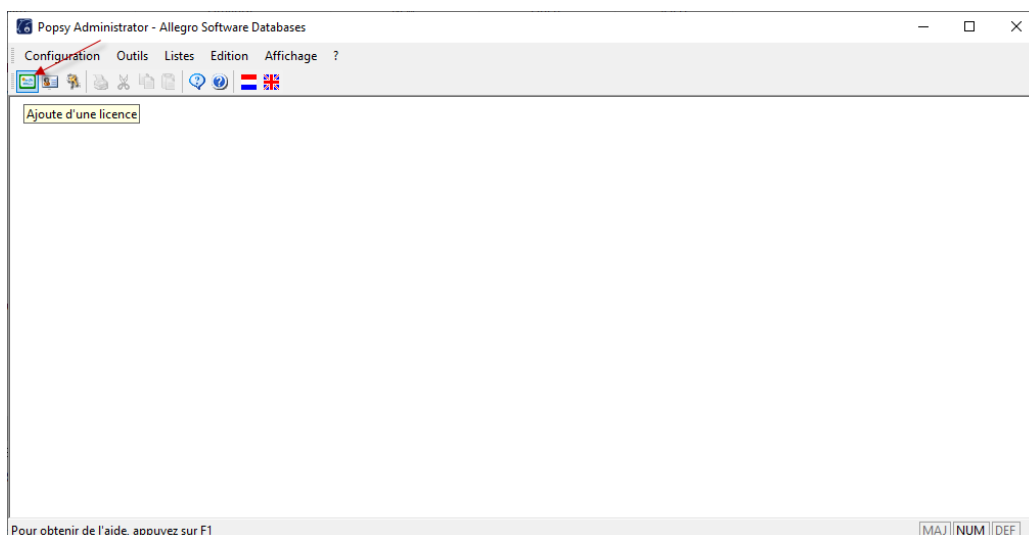 Popsy Administrator - Allegro Software Databases
Configuration Outils Listes Edition Affichage ?
Ajoute d'une licence
Pour obtenir de l'aide, appuyez sur F1
MAJ NUM DEF